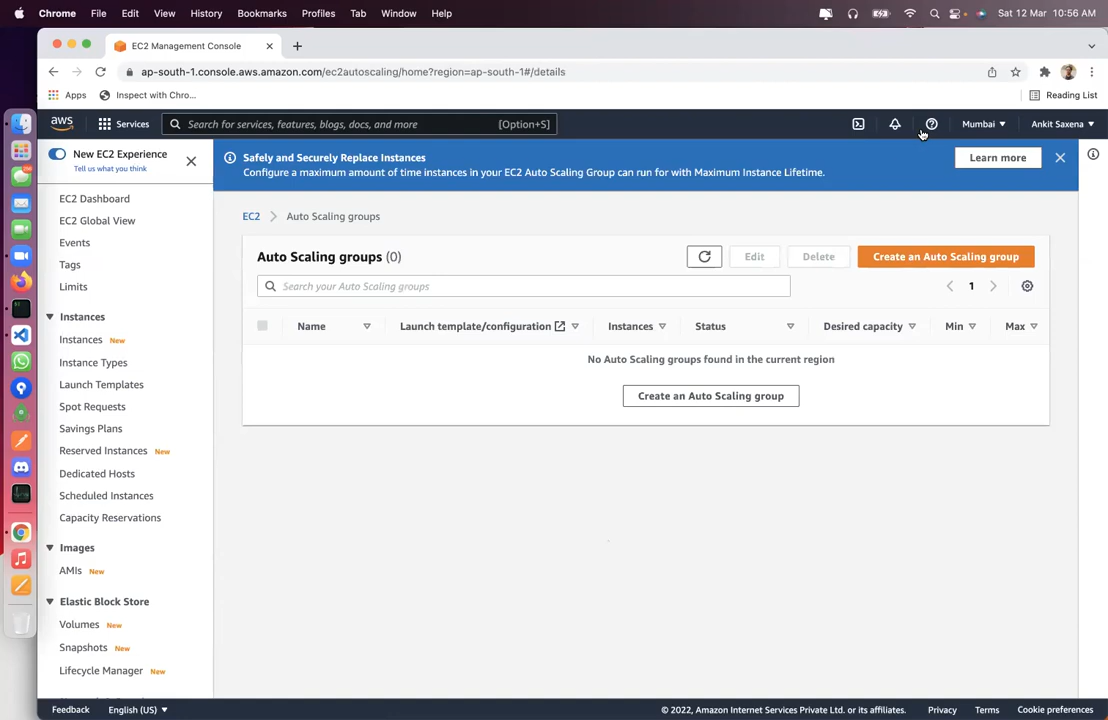 Chrome File Edit View History Bookmarks Profiles Tab Window Help Sat 12 Mar 10:56 AM
EC2 Management Console
ap-south-1.console.aws.amazon.com/ec2autoscaling/home?region=ap-south-1#/details
Apps Inspect with Chro... Reading List
aws Services Search for services, features, blogs, docs, and more [Option+S] Mumbai Ankit Saxena
New EC2 Experience
Tell us what you think
Safely and Securely Replace Instances
Configure a maximum amount of time instances in your EC2 Auto Scaling Group can run for with Maximum Instance Lifetime.
Learn more
EC2 Dashboard
EC2 Global View
Events
Tags
Limits
Instances
Instances New
Instance Types
Launch Templates
Spot Requests
Savings Plans
Reserved Instances New
Dedicated Hosts
Scheduled Instances
Capacity Reservations
Images
AMIs New
Elastic Block Store
Volumes New
Snapshots New
Lifecycle Manager New
EC2 Auto Scaling groups
Auto Scaling groups (0) Edit Delete Create an Auto Scaling group
Search your Auto Scaling groups 1
Name Launch template/configuration Instances Status Desired capacity Min Max
No Auto Scaling groups found in the current region
Create an Auto Scaling group
Feedback English (US) © 2022, Amazon Internet Services Private Ltd. or its affiliates. Privacy Terms Cookie preferences